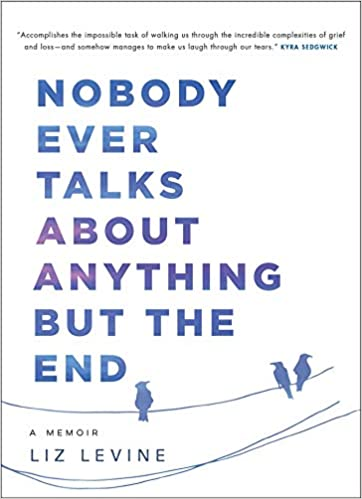 "Accomplishes the impossible task of walking us through the incredible complexities of grief
and loss—and somehow manages to make us laugh through our tears." KYRA SEDGWICK
NOBODY
EVER
TALKS
ABOUT
ANYTHING
BUT THE
END
A MEMOIR
LIZ LEVINE